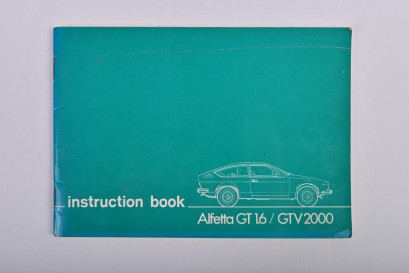 instruction book
Alfetta GT 1.6 / GTV 2000